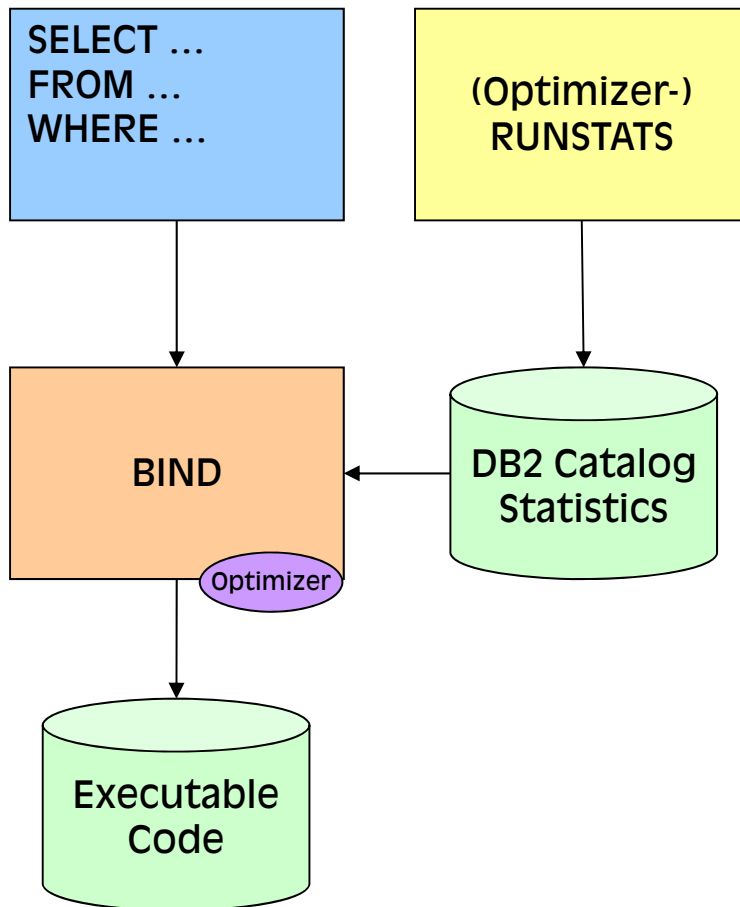 SELECT …
FROM …
WHERE …
(Optimizer-)
RUNSTATS
BIND
DB2 Catalog
Statistics
Optimizer
Executable
Code